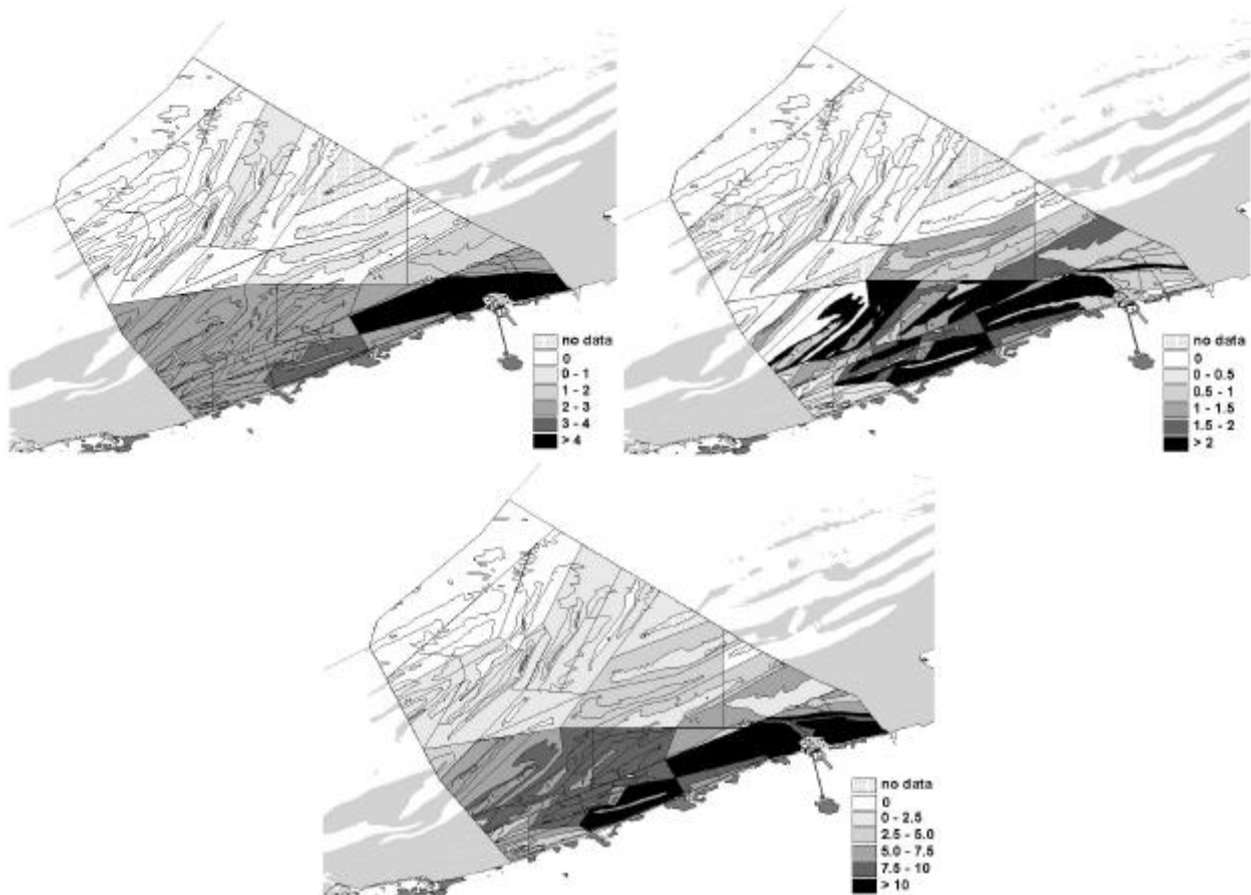 no data
0
0 - 1
1 - 2
2 - 3
3 - 4
> 4
no data
0
0 - 0.5
0.5 - 1
1 - 1.5
1.5 - 2
> 2
no data
0
0 - 2.5
2.5 - 5.0
5.0 - 7.5
7.5 - 10
> 10